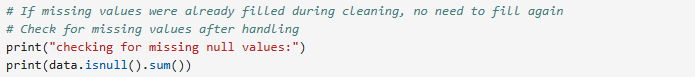 # If missing values were already filled during cleaning, no need to fill again
# Check for missing values after handling
print("checking for missing null values:")
print(data.isnull().sum())